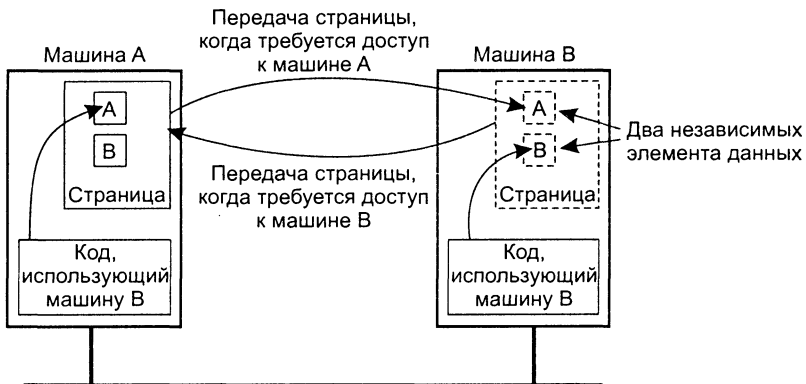 Передача страницы,
когда требуется доступ
к машине A
Машина A
Машина B
A
B
Страница
A
B
Страница
Два независимых
элемента данных
Передача страницы,
когда требуется доступ
к машине B
Код,
использующий
машину B
Код,
использующий
машину B